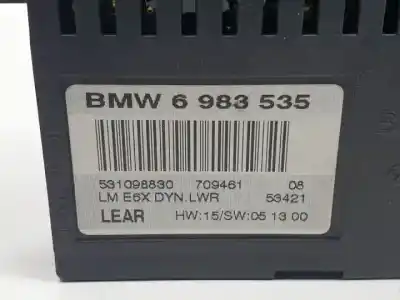 BMW 6 983 535
531098830 709461 08
LM E6X DYN.LWR 53421
LEAR HW:15/SW:05 13 00